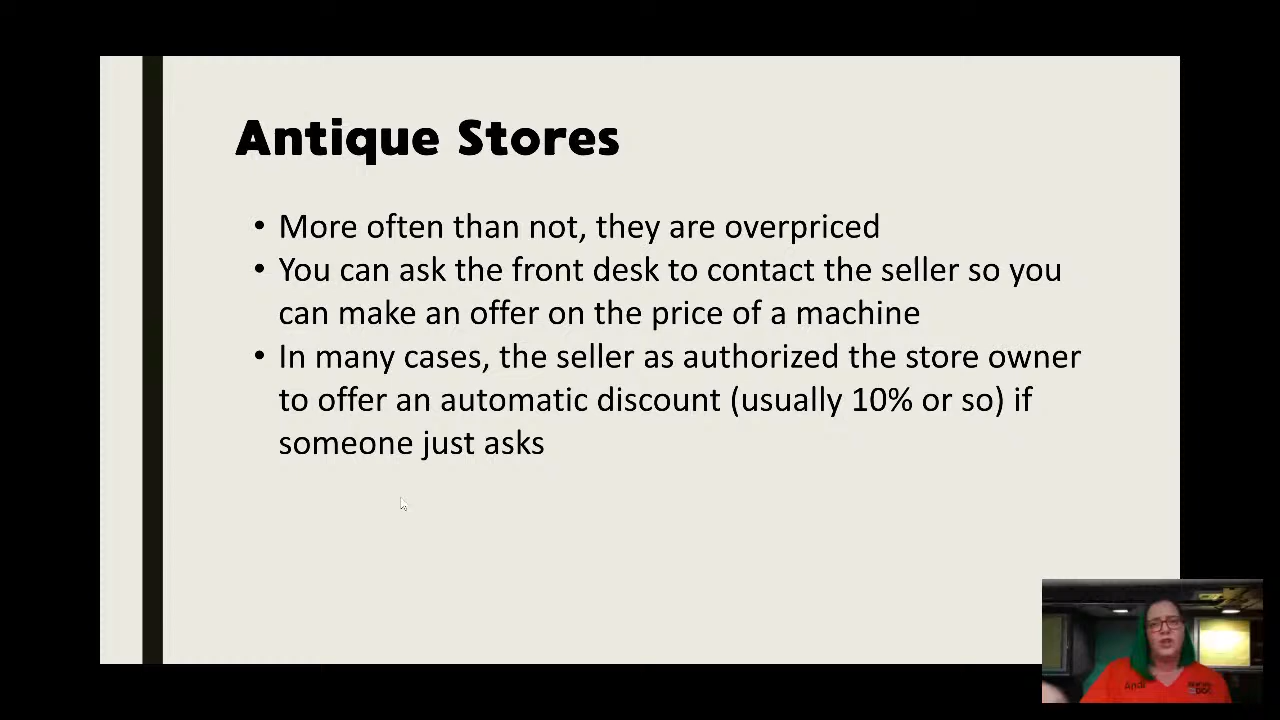 Antique Stores
• More often than not, they are overpriced
• You can ask the front desk to contact the seller so you
can make an offer on the price of a machine
• In many cases, the seller as authorized the store owner
to offer an automatic discount (usually 10% or so) if
someone just asks
Andi